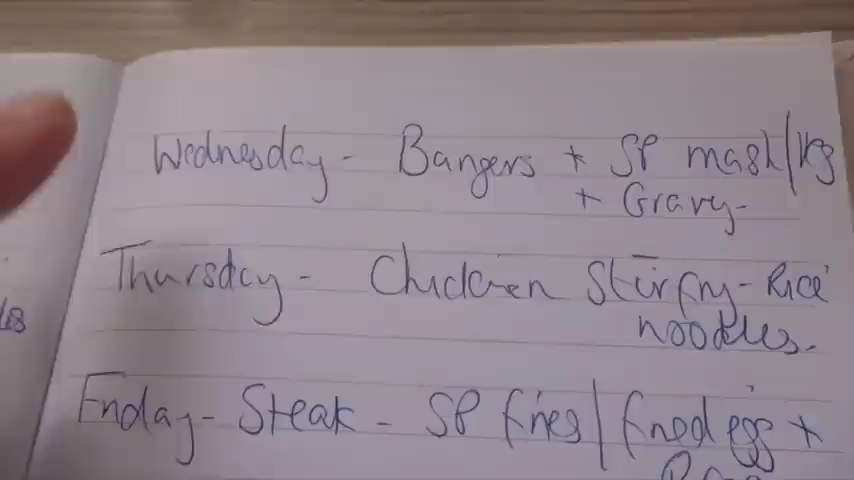 Wednesday - Bangers + SP mash/Veg
+ Gravy-
Thursday - Chicken Stir fry - Rice
noodles.
Friday - Steak - SP fries/fried egg +